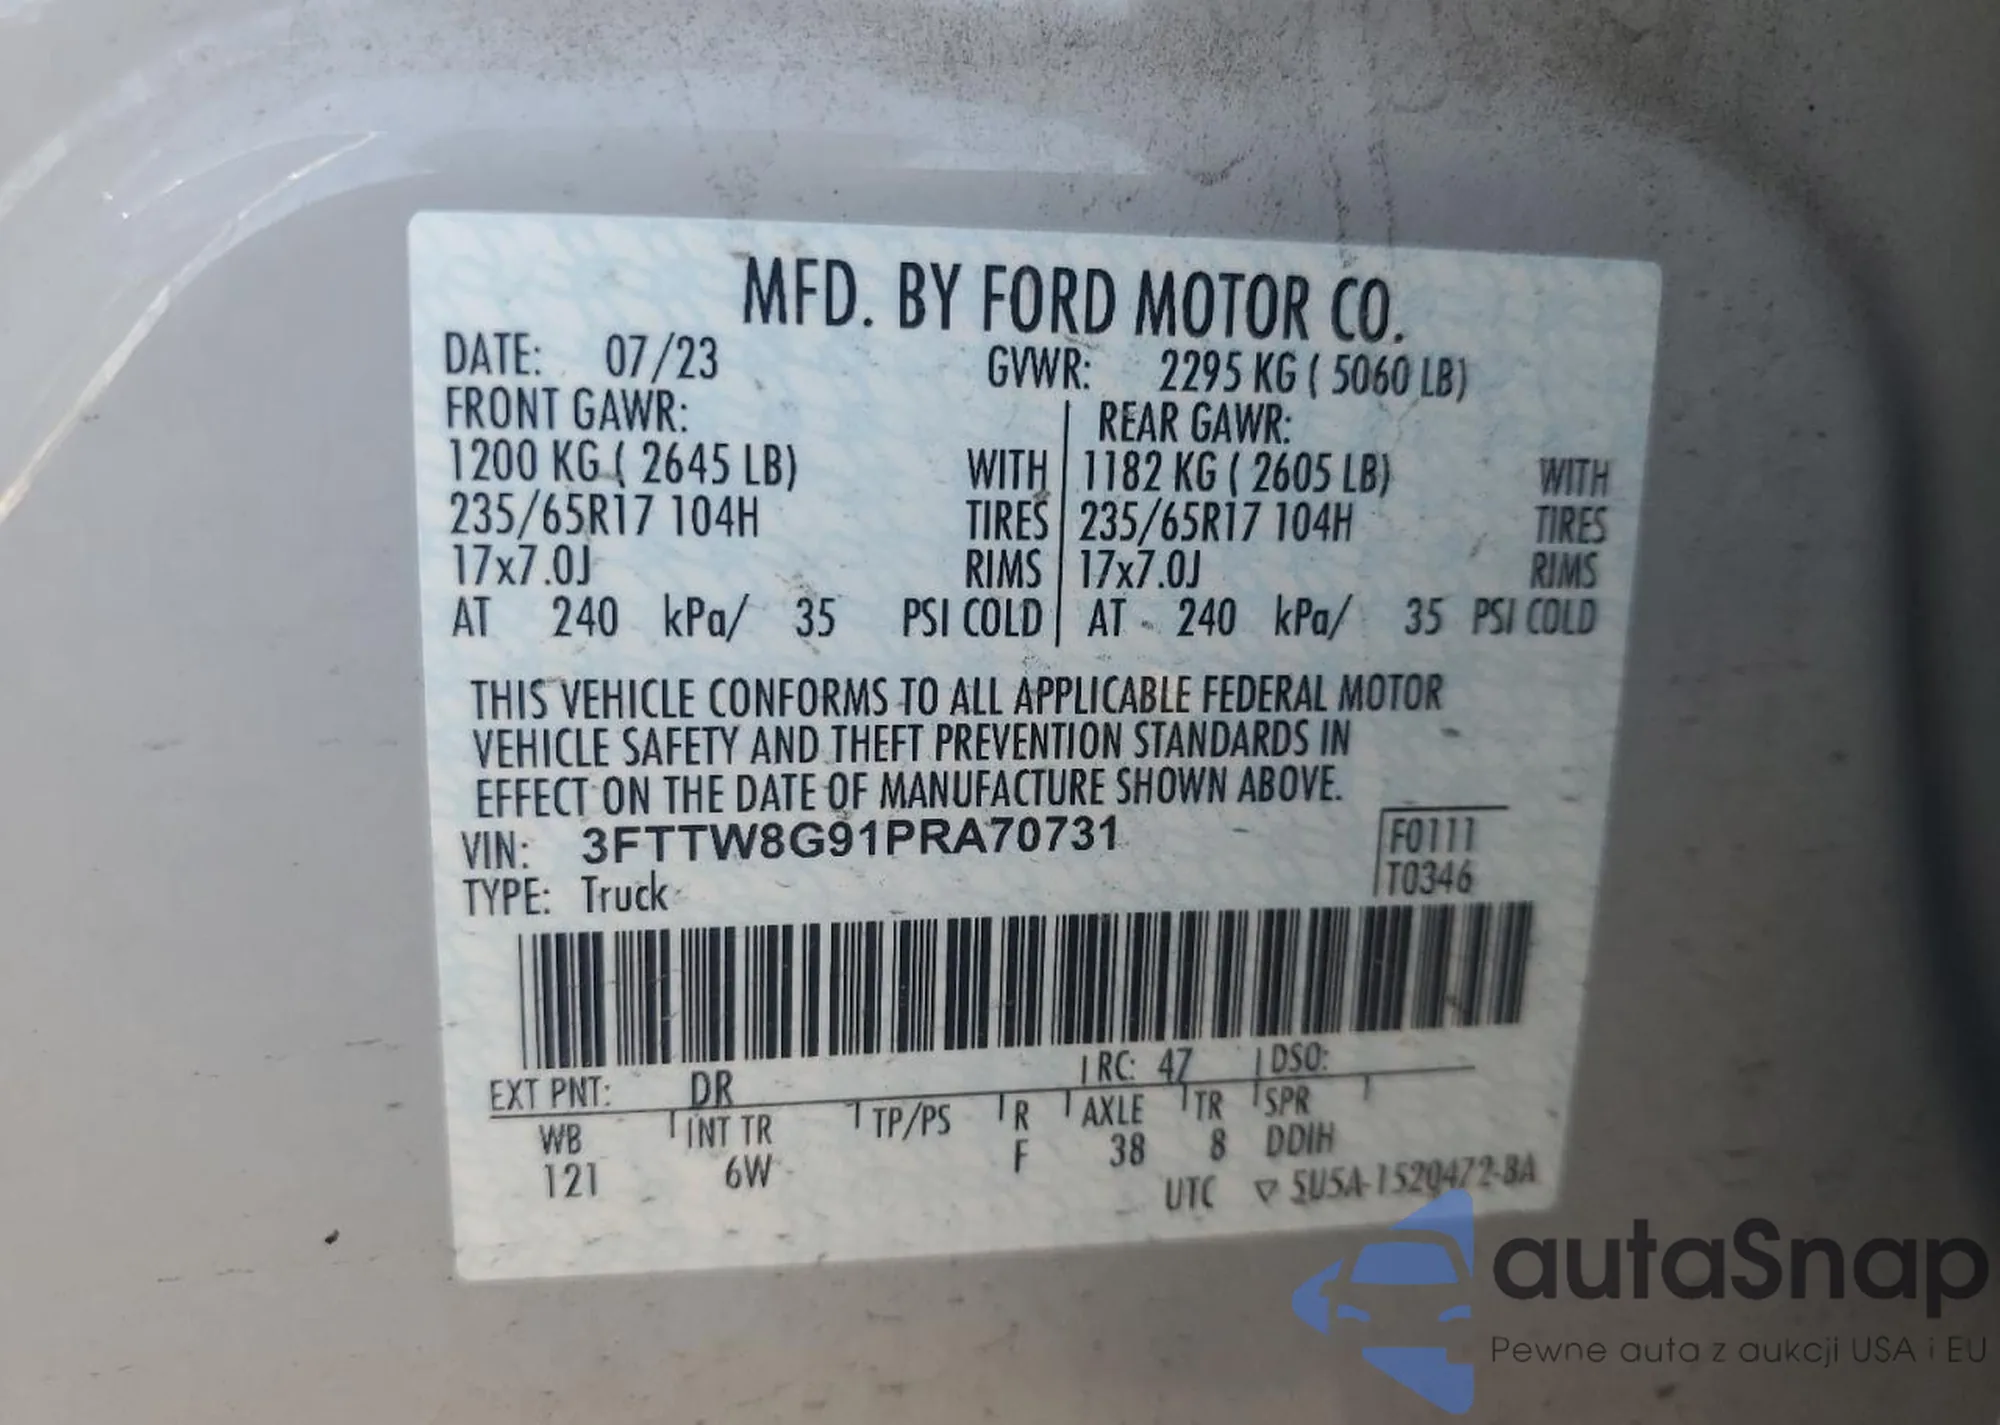 MFD. BY FORD MOTOR CO.
DATE: 07/23 GVWR: 2295 KG ( 5060 LB)
FRONT GAWR: REAR GAWR:
1200 KG ( 2645 LB) WITH 1182 KG ( 2605 LB) WITH
235/65R17 104H TIRES 235/65R17 104H TIRES
17x7.0J RIMS 17x7.0J RIMS
AT 240 kPa/ 35 PSI COLD AT 240 kPa/ 35 PSI COLD
THIS VEHICLE CONFORMS TO ALL APPLICABLE FEDERAL MOTOR
VEHICLE SAFETY AND THEFT PREVENTION STANDARDS IN
EFFECT ON THE DATE OF MANUFACTURE SHOWN ABOVE.
VIN: 3FTTW8G91PRA70731 F0111
TYPE: Truck T0346
EXT PNT: DR RC: 47 DSO:
WB INT TR TP/PS R AXLE TR SPR
121 6W F 38 8 DDIH
UTC ▽ 5U5A-1520472-BA
autaSnap
Pewne auta z aukcji USA i EU